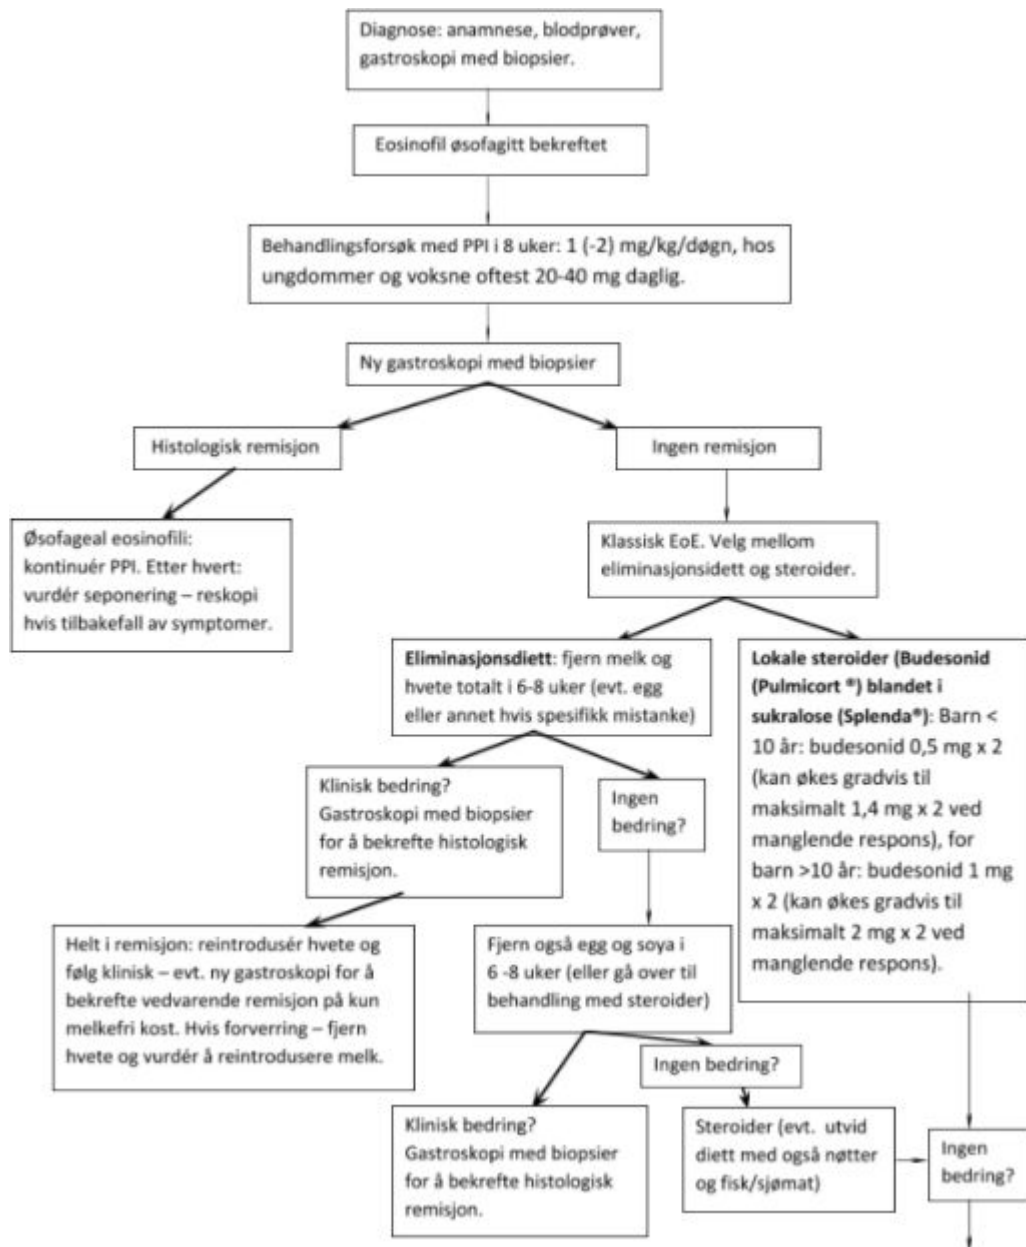 Diagnose: anamnese, blodprøver,
gastroskopi med biopsier.
Eosinofil øsofagitt bekreftet
Behandlingsforsøk med PPI i 8 uker: 1 (-2) mg/kg/døgn, hos
ungdommer og voksne oftest 20-40 mg daglig.
Ny gastroskopi med biopsier
Histologisk remisjon
Ingen remisjon
Øsofageal eosinofili:
kontinuér PPI. Etter hvert:
vurdér seponering – reskopi
hvis tilbakefall av symptomer.
Klassisk EoE. Velg mellom
eliminasjonsidett og steroider.
Eliminasjonsdiett: fjern melk og
hvete totalt i 6-8 uker (evt. egg
eller annet hvis spesifikk mistanke)
Lokale steroider (Budesonid
(Pulmicort ®) blandet i
sukralose (Splenda®): Barn <
10 år: budesonid 0,5 mg x 2
(kan økes gradvis til
maksimalt 1,4 mg x 2 ved
manglende respons), for
barn >10 år: budesonid 1 mg
x 2 (kan økes gradvis til
maksimalt 2 mg x 2 ved
manglende respons).
Klinisk bedring?
Gastroskopi med biopsier
for å bekrefte histologisk
remisjon.
Ingen
bedring?
Helt i remisjon: reintrodusér hvete og
følg klinisk – evt. ny gastroskopi for å
bekrefte vedvarende remisjon på kun
melkefri kost. Hvis forverring – fjern
hvete og vurdér å reintrodusere melk.
Fjern også egg og soya i
6 -8 uker (eller gå over til
behandling med steroider)
Ingen bedring?
Klinisk bedring?
Gastroskopi med biopsier
for å bekrefte histologisk
remisjon.
Steroider (evt. utvid
diett med også nøtter
og fisk/sjømat)
Ingen
bedring?